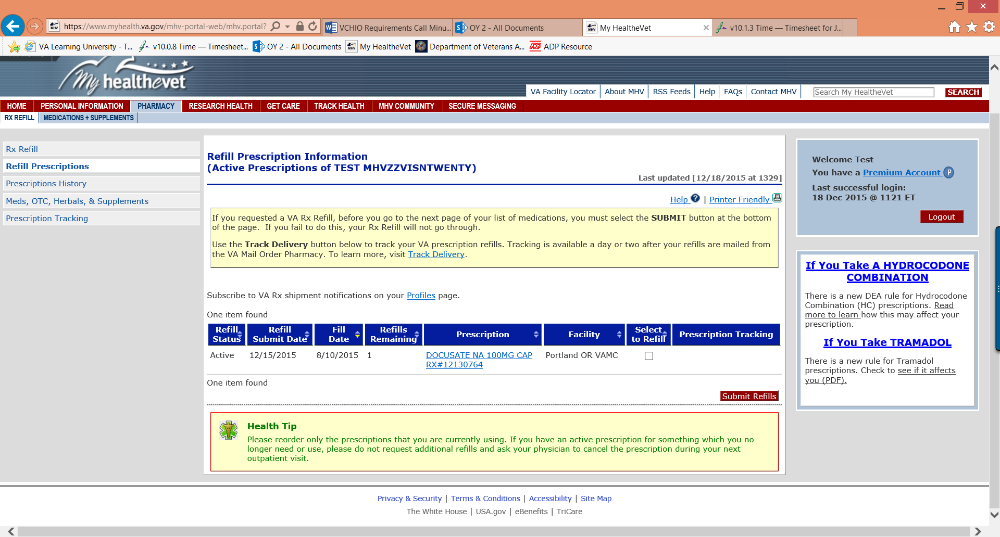 https://www.myhealth.va.gov/mhv-portal-web/mhv.portal?
VCHIO Requirements Call Minu...
OY 2 - All Documents
My HealtheVet
v10.1.3 Time — Timesheet for J...
VA Learning University - T...
v10.0.8 Time — Timesheet...
OY 2 - All Documents
My HealtheVet
Department of Veterans A...
ADP Resource
My healthevet
VA Facility Locator
About MHV
RSS Feeds
Help
FAQs
Contact MHV
Search My HealtheVet
SEARCH
HOME
PERSONAL INFORMATION
PHARMACY
RESEARCH HEALTH
GET CARE
TRACK HEALTH
MHV COMMUNITY
SECURE MESSAGING
RX REFILL
MEDICATIONS + SUPPLEMENTS
Rx Refill
Refill Prescriptions
Prescriptions History
Meds, OTC, Herbals, & Supplements
Prescription Tracking
Refill Prescription Information
(Active Prescriptions of TEST MHVZZVISNTWENTY)
Last updated [12/18/2015 at 1329]
Help | Printer Friendly
If you requested a VA Rx Refill, before you go to the next page of your list of medications, you must select the SUBMIT button at the bottom
of the page. If you fail to do this, your Rx Refill will not go through.
Use the Track Delivery button below to track your VA prescription refills. Tracking is available a day or two after your refills are mailed from
the VA Mail Order Pharmacy. To learn more, visit Track Delivery.
Subscribe to VA Rx shipment notifications on your Profiles page.
One item found
Refill Status
Refill Submit Date
Fill Date
Refills Remaining
Prescription
Facility
Select to Refill
Prescription Tracking
Active
12/15/2015
8/10/2015
1
DOCUSATE NA 100MG CAP
RX#12130764
Portland OR VAMC
One item found
Submit Refills
Health Tip
Please reorder only the prescriptions that you are currently using. If you have an active prescription for something which you no
longer need or use, please do not request additional refills and ask your physician to cancel the prescription during your next
outpatient visit.
Welcome Test
You have a Premium Account P
Last successful login:
18 Dec 2015 @ 1121 ET
Logout
If You Take A HYDROCODONE
COMBINATION
There is a new DEA rule for Hydrocodone
Combination (HC) prescriptions. Read
more to learn how this may affect your
prescription.
If You Take TRAMADOL
There is a new rule for Tramadol
prescriptions. Check to see if it affects
you (PDF).
Privacy & Security | Terms & Conditions | Accessibility | Site Map
The White House | USA.gov | eBenefits | TriCare